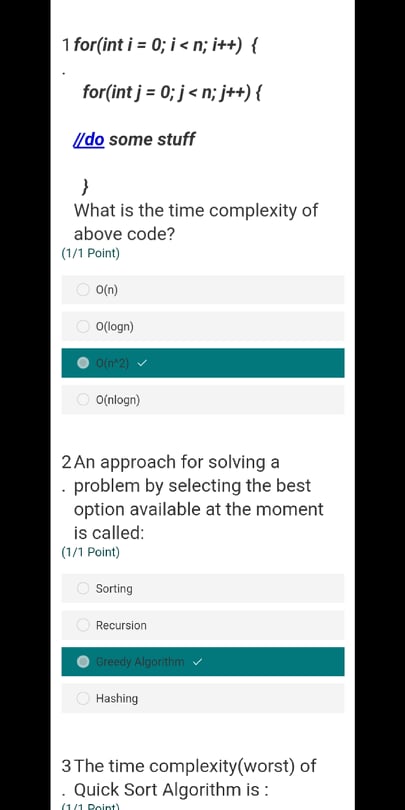 1 for(int i = 0; i < n; i++) {
.
for(int j = 0; j < n; j++) {
//do some stuff
}
What is the time complexity of
above code?
(1/1 Point)
O(n)
O(logn)
O(n^2)
O(nlogn)
2 An approach for solving a
. problem by selecting the best
option available at the moment
is called:
(1/1 Point)
Sorting
Recursion
Greedy Algorithm
Hashing
3 The time complexity(worst) of
. Quick Sort Algorithm is :
(1/1 Point)